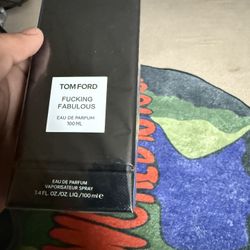 TOM FORD
FUCKING
FABULOUS
EAU DE PARFUM
100 ML
EAU DE PARFUM
VAPORISATEUR SPRAY
3.4 FL.OZ./OZ. LIQ./100 ml e